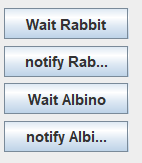 Wait Rabbit
notify Rab...
Wait Albino
notify Albi...